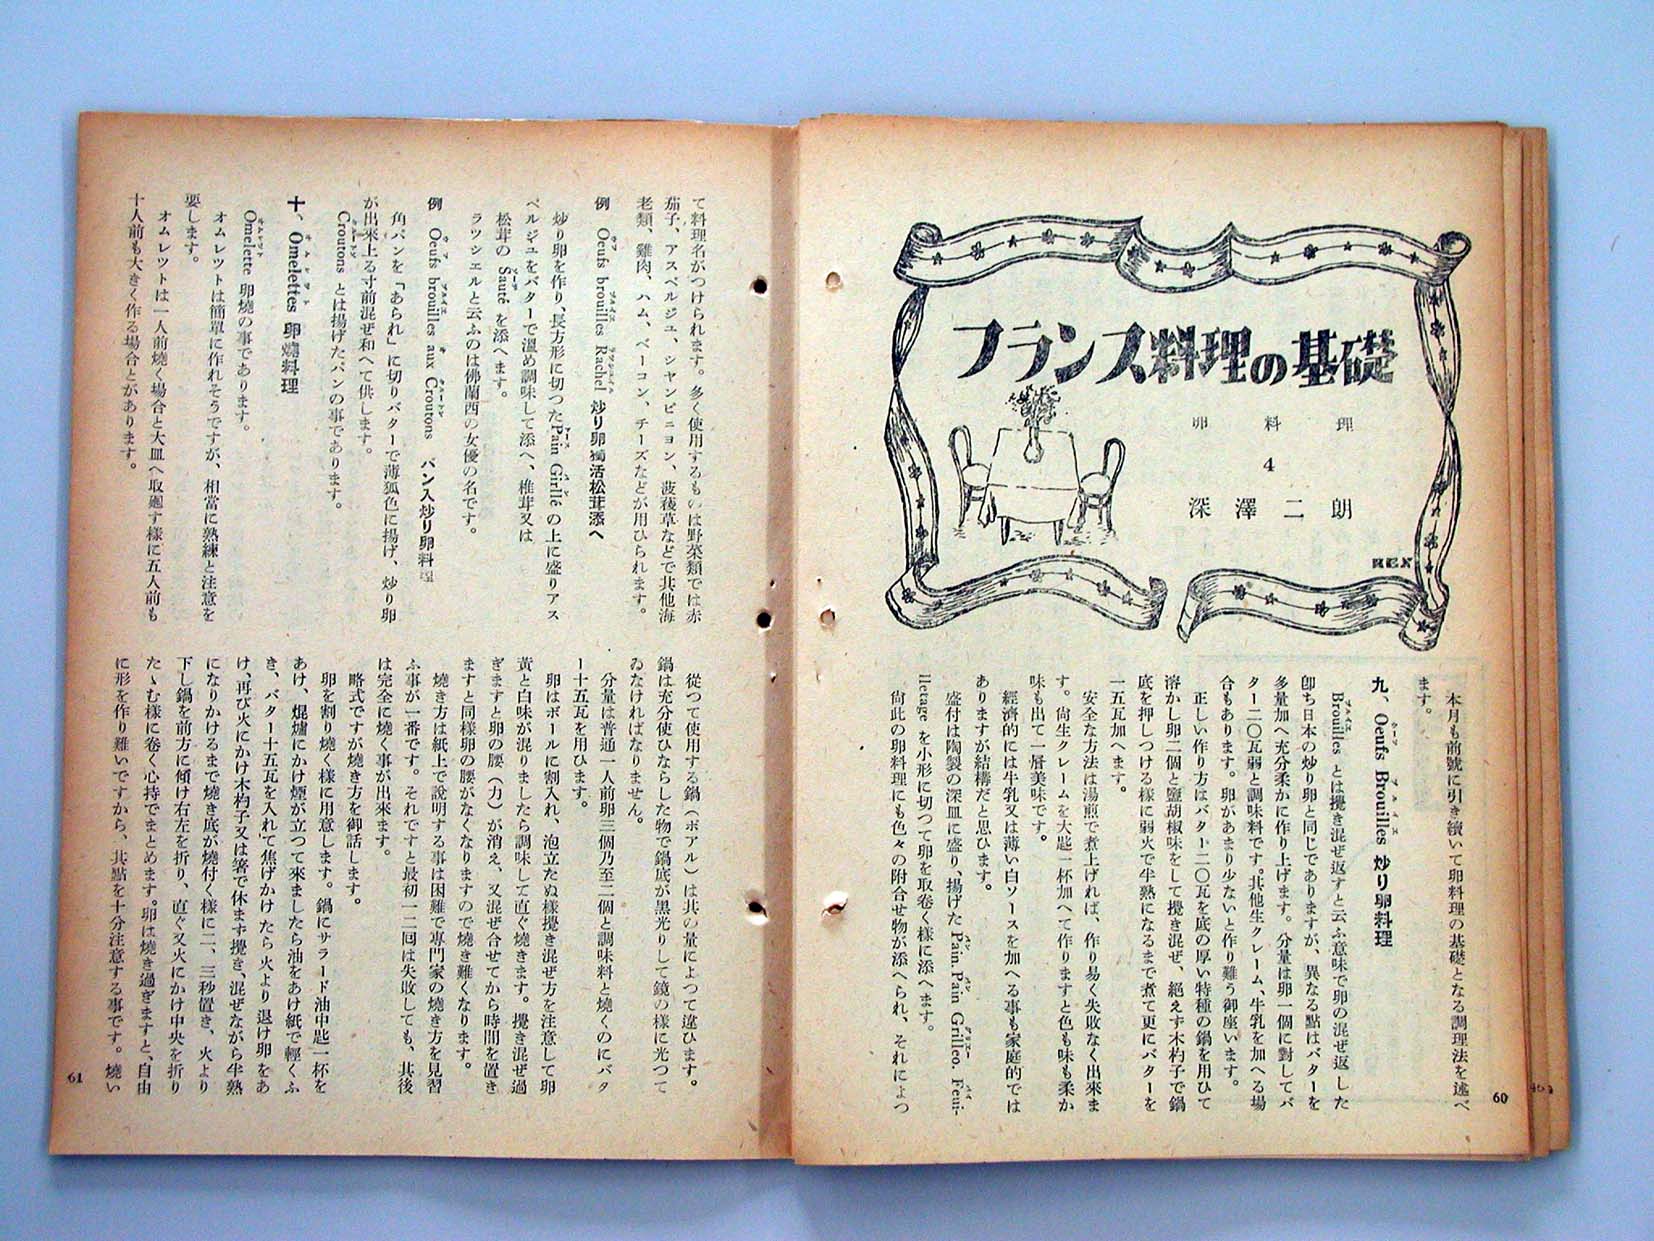 フランス料理の基礎
卵料理
4
深澤二朗
REX
本月も前號に引き續いて卵料理の基礎となる調理法を述べ
ます。
九、Oeufs Brouilles 炒り卵料理
Brouilles とは攪き混ぜ返すと云ふ意味で卵の混ぜ返した
卽ち日本の炒り卵と同じでありますが、異なる點はバターを
多量加へ充分柔かに作り上げます。分量は卵一個に對してバ
ター二〇瓦弱と調味料です。其他生クレーム、牛乳を加へる場
合もあります。卵があまり少ないと作り難う御座います。
正しい作り方はバター二〇瓦を底の厚い特種の鍋を用ひて
溶かし卵二個と鹽胡椒味をして攪き混ぜ、絕えず木杓子で鍋
底を押しつける様に弱火で半熟になるまで煮て更にバターを
一五瓦加へます。
安全な方法は湯煎で煮上げれば、作り易く失敗なく出來ま
す。尙生クレームを大匙一杯加へて作りますと色も味も柔か
味も出て一層美味です。
經濟的には牛乳又は薄い白ソースを加へる事も家庭的では
ありますが結構だと思ひます。
盛付は陶製の深皿に盛り、揚げた Pain. Pain Grilleo. Feui-
lletage を小形に切つて卵を取卷く様に添へます。
尙此の卵料理にも色々の附合せ物が添へられ、それによつ
60
て料理名がつけられます。多く使用するものは野菜類では赤
茄子、アスペルジユ、シヤンピニヨン、菠薐草などで其他海
老類、雞肉、ハム、ベーコン、チーズなどが用ひられます。
例 Oeufs brouilles Rachel 炒り卵獨活松茸添へ
炒り卵を作り、長方形に切つた Pain Girlle の上に盛りアス
ペルジユをバターで溫め調味して添へ、椎茸又は
松茸の Sauté を添へます。
ラツシエルと云ふのは佛蘭西の女優の名です。
例 Oeufs brouilles aux Croutons パン入炒り卵料理
角パンを「あられ」に切りバターで薄狐色に揚げ、炒り卵
が出來上る寸前混ぜ和へて供します。
Croutons とは揚げたパンの事であります。
十、Omelettes 卵燒料理
Omelette 卵燒の事であります。
オムレツトは簡單に作れそうですが、相當に熟練と注意を
要します。
オムレツトは一人前燒く場合と大皿へ取廻す様に五人前も
十人前も大きく作る場合とがあります。
從つて使用する鍋（ポアル）は其の量によつて違ひます。
鍋は充分使ひならした物で鍋底が黑光りして鏡の様に光つて
ゐなければなりません。
分量は普通一人前卵三個乃至二個と調味料と燒くのにバタ
ー十五瓦を用ひます。
卵はボールに割入れ、泡立たぬ様攪き混ぜ方を注意して卵
黃と白味が混りましたら調味して直ぐ燒きます。攪き混ぜ過
ぎますと卵の腰（力）が消え、又混ぜ合せてから時間を置き
ますと同様卵の腰がなくなりますので燒き難くなります。
燒き方は紙上で說明する事は困難で專門家の燒き方を見習
ふ事が一番です。それですと最初一二回は失敗しても、其後
は完全に燒く事が出來ます。
略式ですが燒き方を御話します。
卵を割り燒く様に用意します。鍋にサラード油中匙一杯を
あけ、焜爐にかけ煙が立つて來ましたら油をあけ紙で輕くふ
き、バター十五瓦を入れて焦げかけたら火より退け卵をあ
け、再び火にかけ木杓子又は箸で休まず攪き、混ぜながら半熟
になりかけるまで燒き底が燒付く様に二、三秒置き、火より
下し鍋を前方に傾け右左を折り、直ぐ又火にかけ中央を折り
たゝむ様に卷く心持でまとめます。卵は燒き過ぎますと、自由
に形を作り難いですから、其點を十分注意する事です。燒い
61